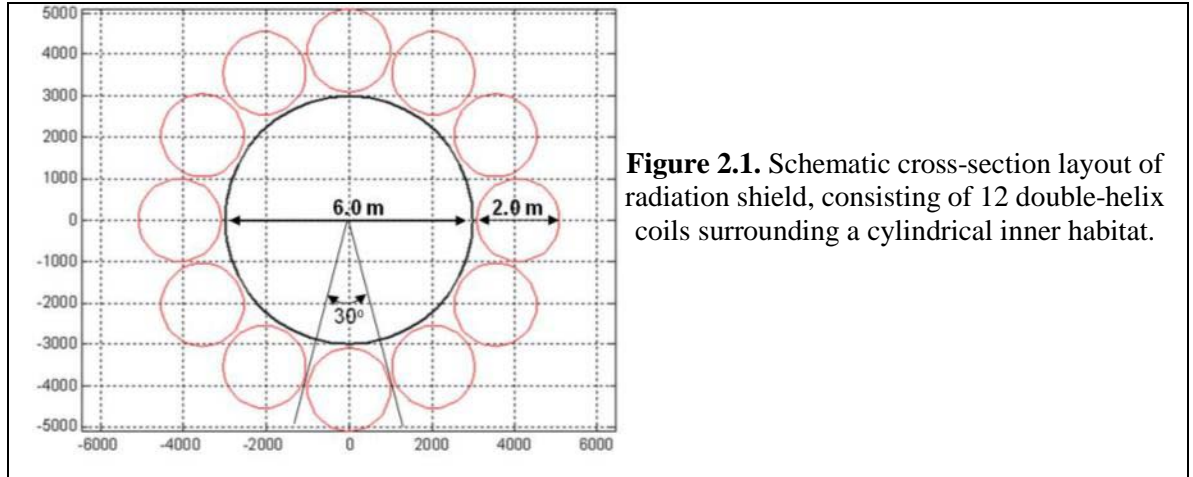 5000
4000
3000
2000
1000
0
-1000
-2000
-3000
-4000
-5000
-6000 -4000 -2000 0 2000 4000 6000
6.0 m
2.0 m
30°
Figure 2.1. Schematic cross-section layout of
radiation shield, consisting of 12 double-helix
coils surrounding a cylindrical inner habitat.